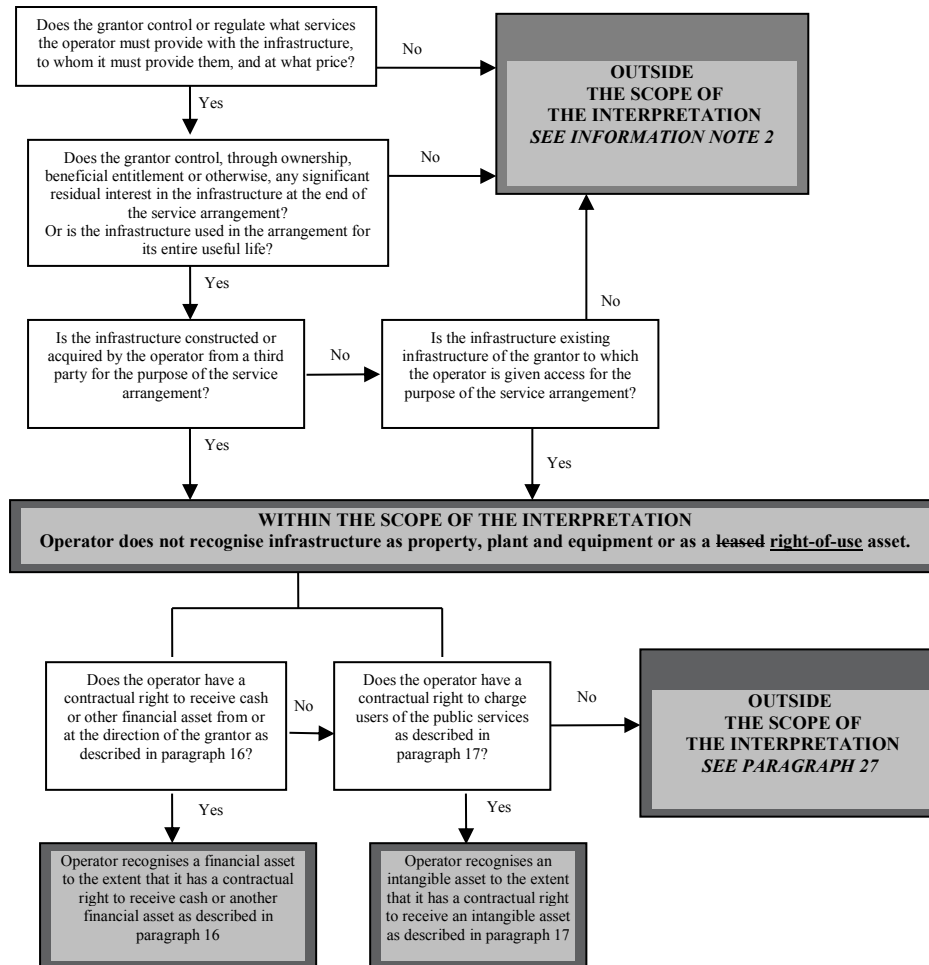 Does the grantor control or regulate what services
the operator must provide with the infrastructure,
to whom it must provide them, and at what price?
No
OUTSIDE
THE SCOPE OF
THE INTERPRETATION
SEE INFORMATION NOTE 2
Yes
Does the grantor control, through ownership,
beneficial entitlement or otherwise, any significant
residual interest in the infrastructure at the end of
the service arrangement?
Or is the infrastructure used in the arrangement for
its entire useful life?
No
Yes
No
Is the infrastructure constructed or
acquired by the operator from a third
party for the purpose of the service
arrangement?
No
Is the infrastructure existing
infrastructure of the grantor to which
the operator is given access for the
purpose of the service arrangement?
Yes
Yes
WITHIN THE SCOPE OF THE INTERPRETATION
Operator does not recognise infrastructure as property, plant and equipment or as a leased right-of-use asset.
Does the operator have a
contractual right to receive cash
or other financial asset from or
at the direction of the grantor as
described in paragraph 16?
No
Does the operator have a
contractual right to charge
users of the public services
as described in
paragraph 17?
No
OUTSIDE
THE SCOPE OF
THE INTERPRETATION
SEE PARAGRAPH 27
Yes
Yes
Operator recognises a financial asset
to the extent that it has a contractual
right to receive cash or another
financial asset as described in
paragraph 16
Operator recognises an
intangible asset to the extent
that it has a contractual right
to receive an intangible asset
as described in paragraph 17